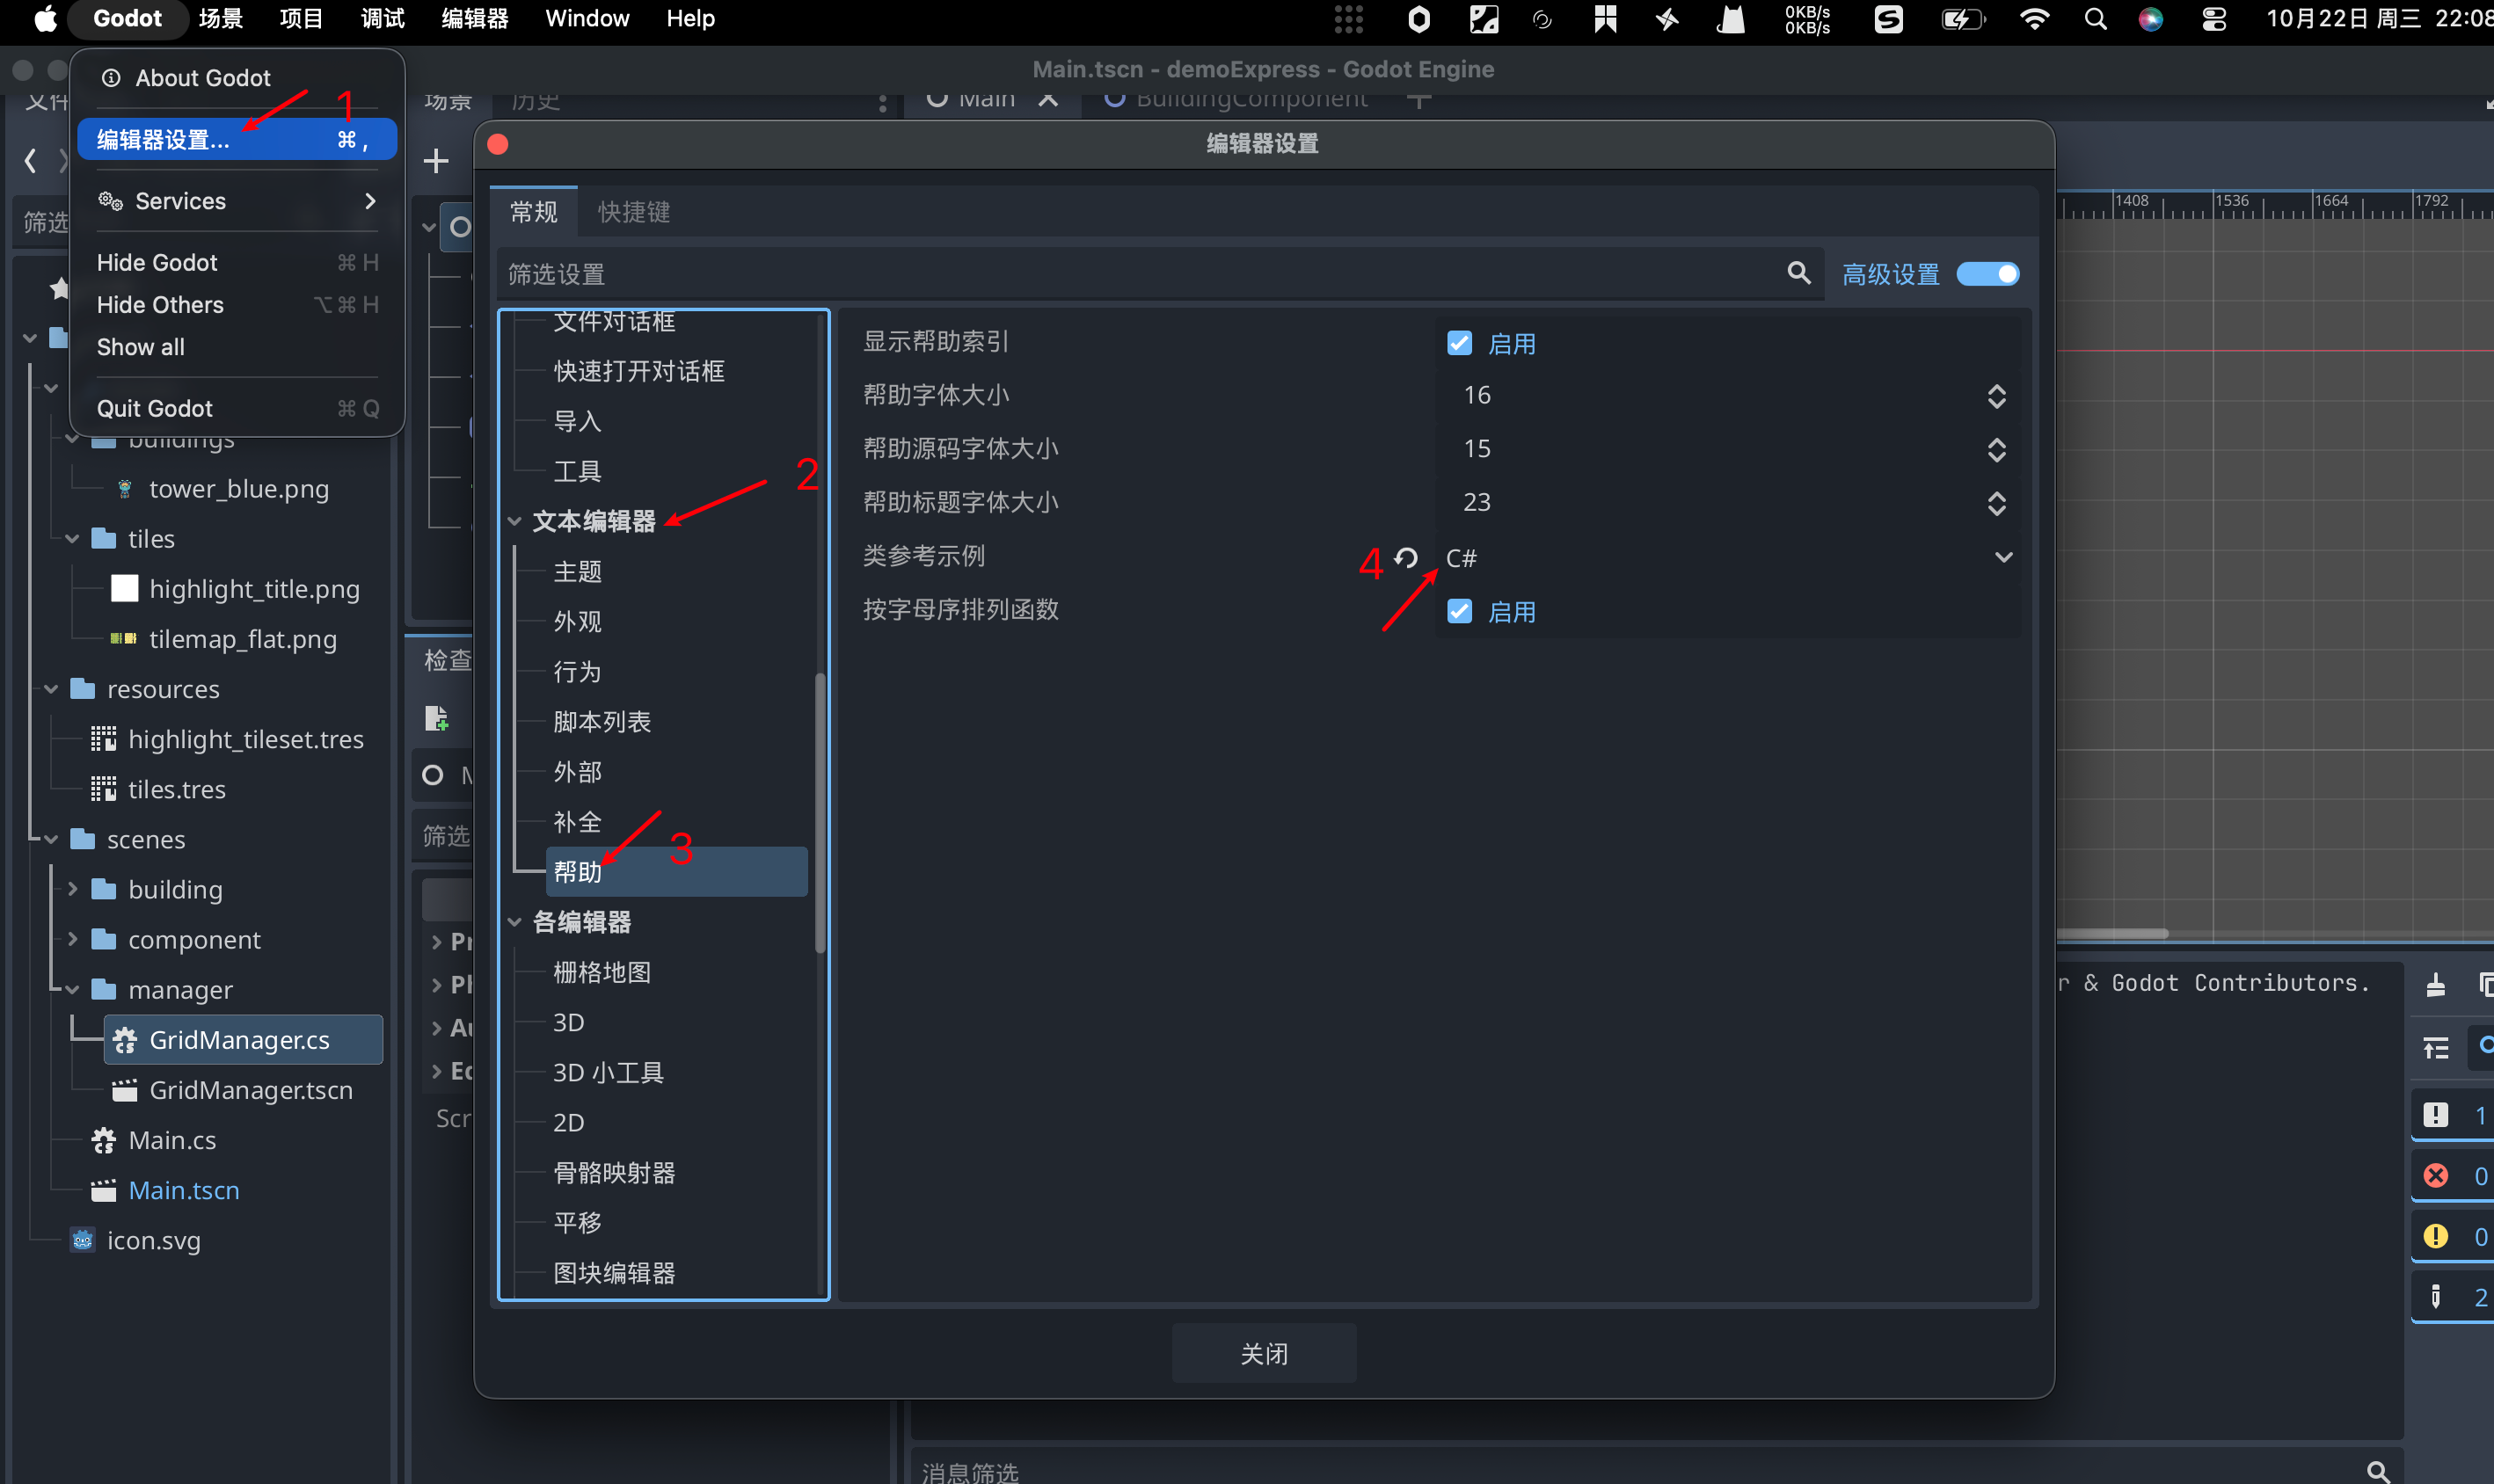 Godot 场景 项目 调试 编辑器 Window Help
0KB/s
0KB/s
10月22日 周三 22:08
Main.tscn - demoExpress - Godot Engine
About Godot
1
编辑器设置... ⌘ ,
Services
Hide Godot ⌘ H
Hide Others ⌥ ⌘ H
Show all
Quit Godot ⌘ Q
文件
场景 历史
Main BuildingComponent
筛选
buildings
tower_blue.png
tiles
highlight_title.png
tilemap_flat.png
resources
highlight_tileset.tres
tiles.tres
scenes
building
component
manager
GridManager.cs
GridManager.tscn
Main.cs
Main.tscn
icon.svg
检查
M
筛选
Pr
Ph
Au
Ed
Scr
编辑器设置
常规 快捷键
筛选设置
高级设置
文件对话框
快速打开对话框
导入
工具
2
文本编辑器
主题
外观
行为
脚本列表
外部
补全
3
帮助
各编辑器
栅格地图
3D
3D 小工具
2D
骨骼映射器
平移
图块编辑器
显示帮助索引 启用
帮助字体大小 16
帮助源码字体大小 15
帮助标题字体大小 23
类参考示例 4 C#
按字母序排列函数 启用
关闭
1408 1536 1664 1792
r & Godot Contributors.
1
0
0
2
消息筛选